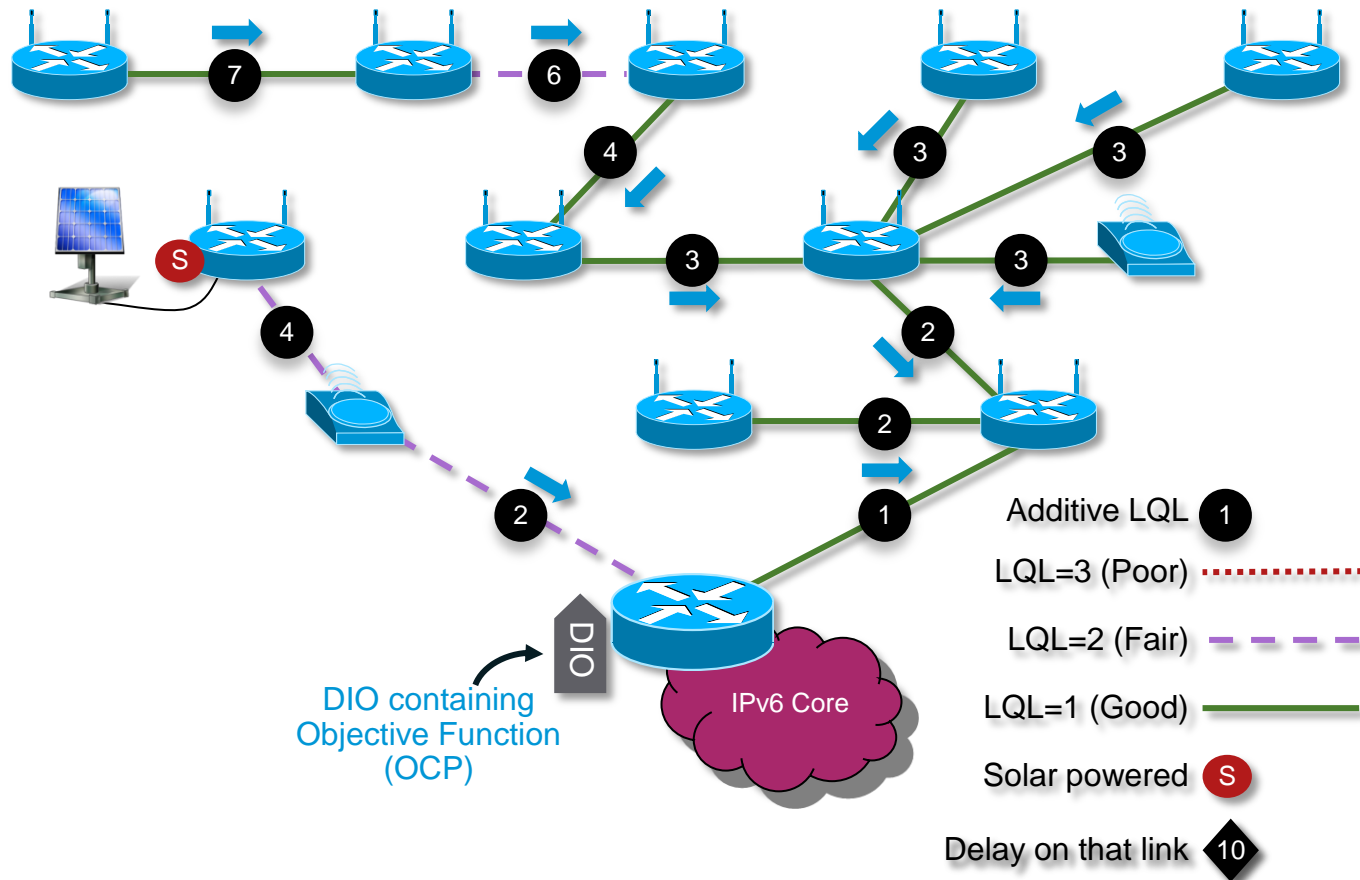 7
6
4
3
3
S
3
3
4
2
2
2
1
Additive LQL 1
LQL=3 (Poor)
DIO
LQL=2 (Fair)
DIO containing
Objective Function
(OCP)
IPv6 Core
LQL=1 (Good)
Solar powered S
Delay on that link 10